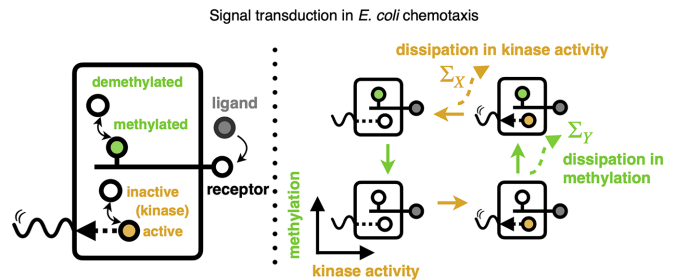 Signal transduction in E. coli chemotaxis
demethylated
methylated
ligand
receptor
inactive
(kinase)
active
dissipation in kinase activity
Σ_X
Σ_Y
dissipation in
methylation
methylation
kinase activity